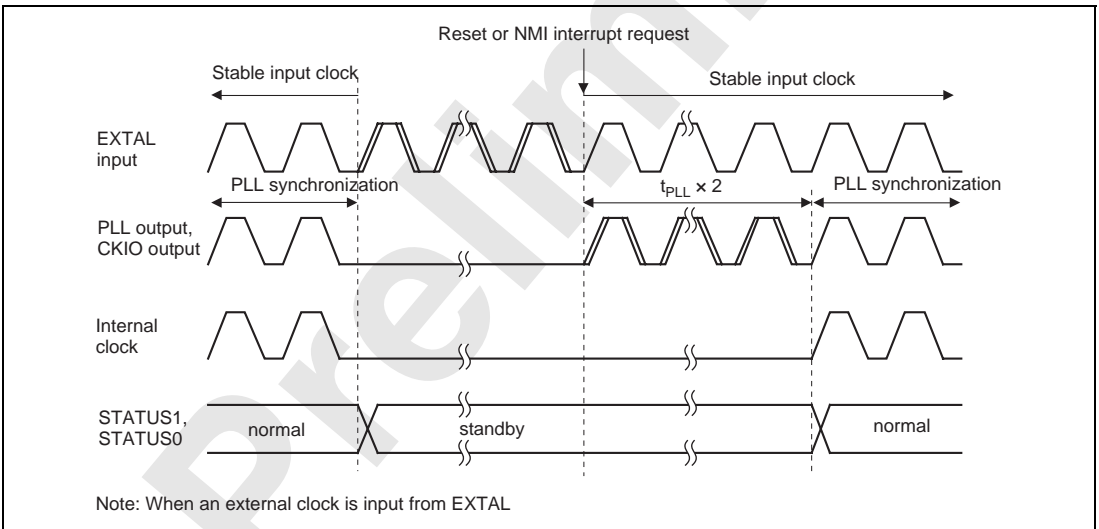 Reset or NMI interrupt request
Stable input clock
Stable input clock
EXTAL
input
PLL synchronization
tPLL × 2
PLL synchronization
PLL output,
CKIO output
Internal
clock
STATUS1,
STATUS0
normal
standby
normal
Note: When an external clock is input from EXTAL
Prelim